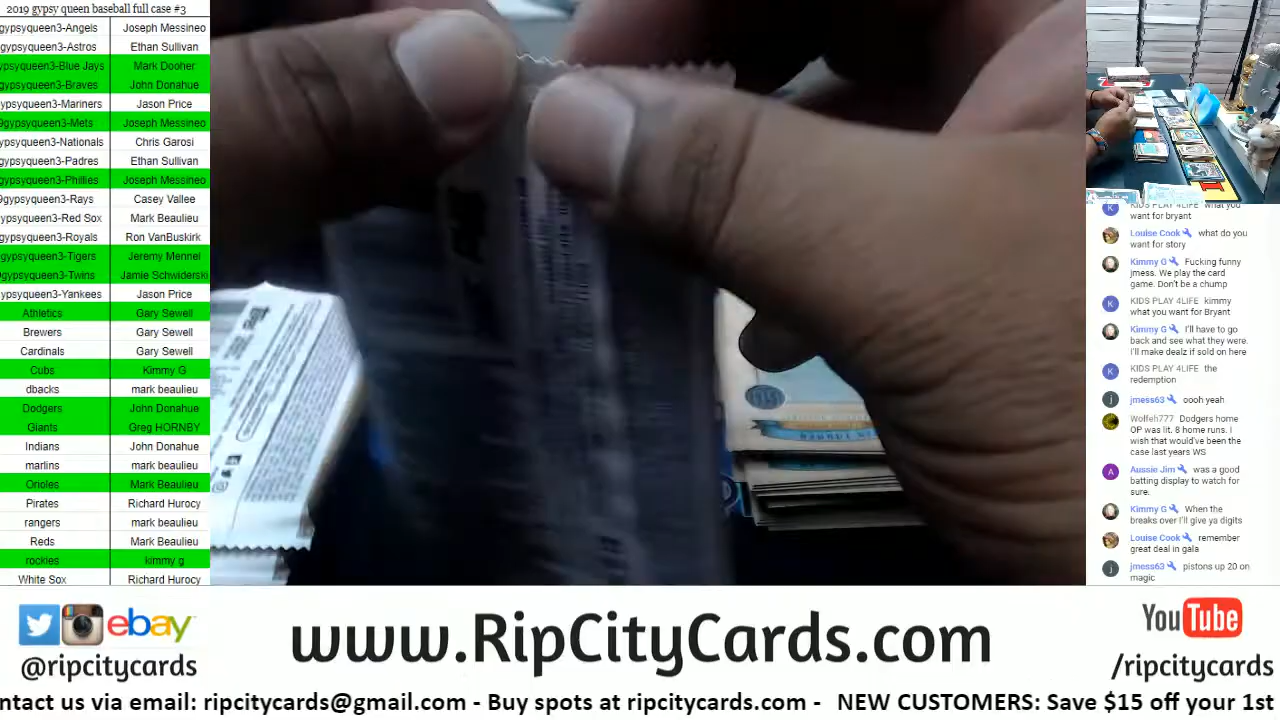 2019 gypsy queen baseball full case #3
gypsyqueen3-Angels Joseph Messineo
gypsyqueen3-Astros Ethan Sullivan
gypsyqueen3-Blue Jays Mark Dooher
gypsyqueen3-Braves John Donahue
gypsyqueen3-Mariners Jason Price
9gypsyqueen3-Mets Joseph Messineo
gypsyqueen3-Nationals Chris Garosi
gypsyqueen3-Padres Ethan Sullivan
gypsyqueen3-Phillies Joseph Messineo
9gypsyqueen3-Rays Casey Vallee
gypsyqueen3-Red Sox Mark Beaulieu
gypsyqueen3-Royals Ron VanBuskirk
gypsyqueen3-Tigers Jeremy Mennel
gypsyqueen3-Twins Jamie Schwiderski
ypsyqueen3-Yankees Jason Price
Athletics Gary Sewell
Brewers Gary Sewell
Cardinals Gary Sewell
Cubs Kimmy G
dbacks mark beaulieu
Dodgers John Donahue
Giants Greg HORNBY
Indians John Donahue
marlins mark beaulieu
Orioles Mark Beaulieu
Pirates Richard Hurocy
rangers mark beaulieu
Reds Mark Beaulieu
rockies kimmy g
White Sox Richard Hurocy
1935
K KIDS PLAY 4LIFE what you
want for bryant
Louise Cook what do you
want for story
Kimmy G Fucking funny
jmess. We play the card
game. Don't be a chump
K KIDS PLAY 4LIFE kimmy
what you want for Bryant
Kimmy G I'll have to go
back and see what they were.
I'll make dealz if sold on here
K KIDS PLAY 4LIFE the
redemption
j jmess63 oooh yeah
Wolfeh777 Dodgers home
OP was lit. 8 home runs. I
wish that would've been the
case last years WS
A Aussie Jim was a good
batting display to watch for
sure.
Kimmy G When the
breaks over I'll give ya digits
Louise Cook remember
great deal in gala
j jmess63 pistons up 20 on
magic
ebay
@ripcitycards
www.RipCityCards.com
YouTube
/ripcitycards
ntact us via email: ripcitycards@gmail.com - Buy spots at ripcitycards.com - NEW CUSTOMERS: Save $15 off your 1st